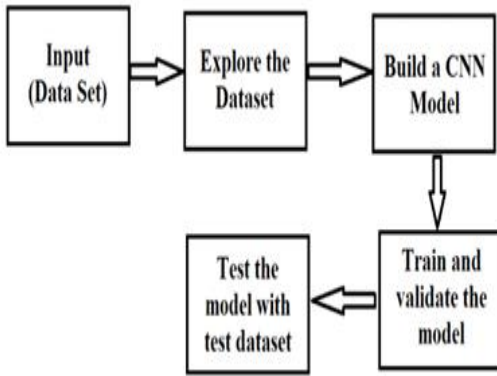 Input
(Data Set)
Explore the
Dataset
Build a CNN
Model
Train and
validate the
model
Test the
model with
test dataset